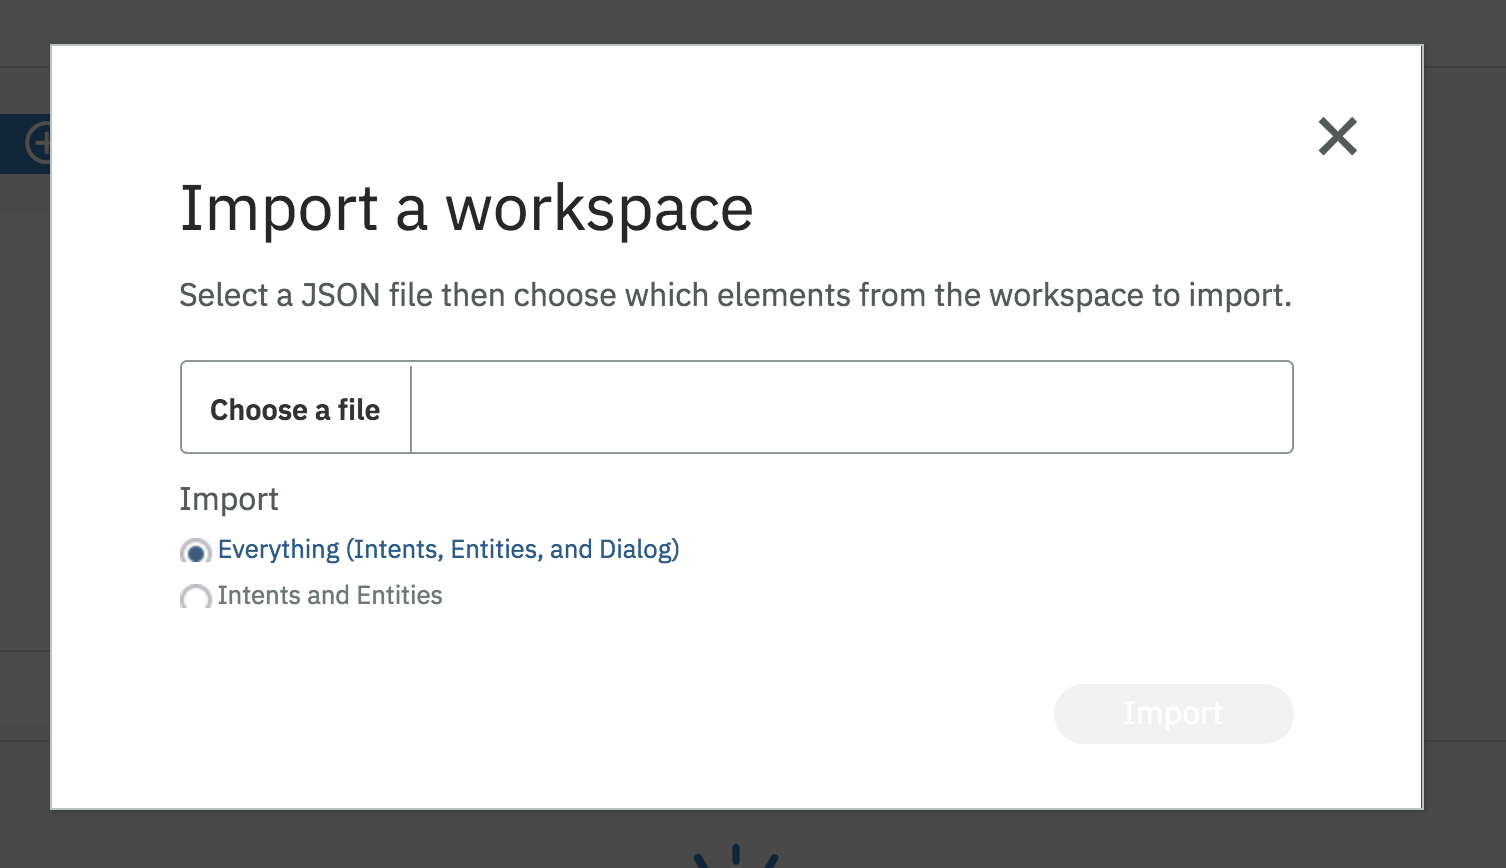 Import a workspace
Select a JSON file then choose which elements from the workspace to import.
Choose a file
Import
Everything (Intents, Entities, and Dialog)
Intents and Entities
Import